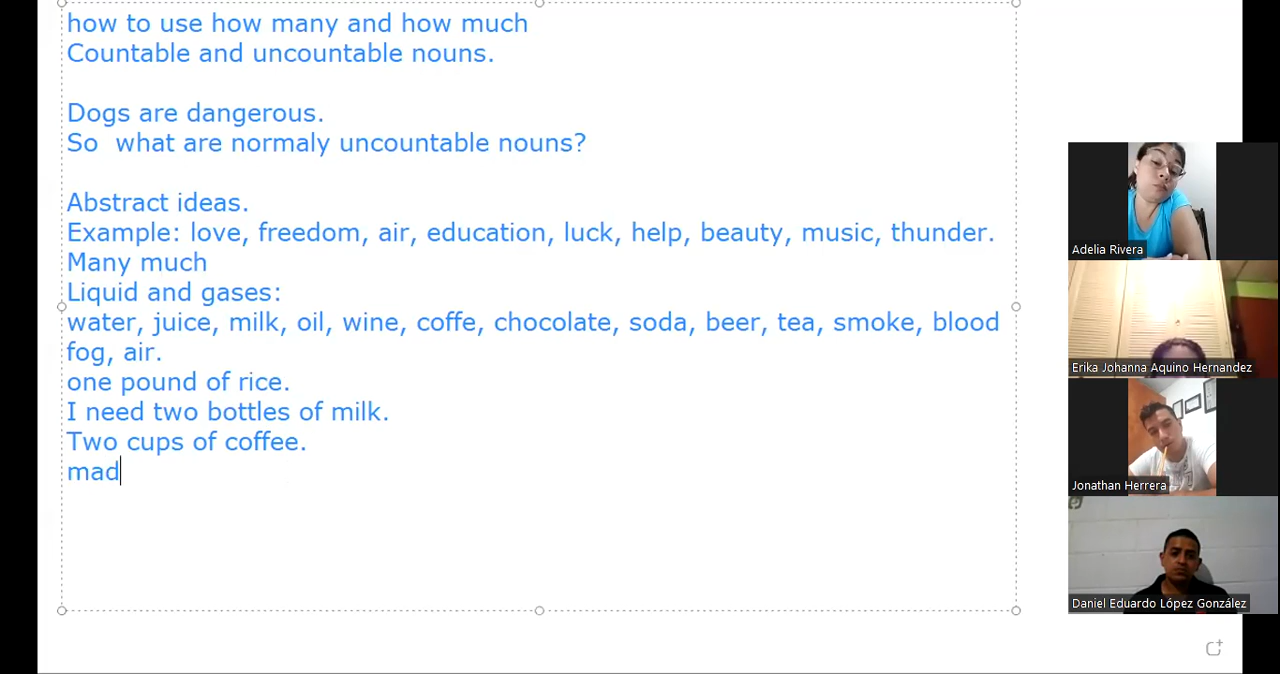 how to use how many and how much
Countable and uncountable nouns.
Dogs are dangerous.
So  what are normaly uncountable nouns?
Abstract ideas.
Example: love, freedom, air, education, luck, help, beauty, music, thunder.
Many much
Liquid and gases:
water, juice, milk, oil, wine, coffe, chocolate, soda, beer, tea, smoke, blood
fog, air.
one pound of rice.
I need two bottles of milk.
Two cups of coffee.
mad
Adelia Rivera
Erika Johanna Aquino Hernandez
Jonathan Herrera
Daniel Eduardo López González